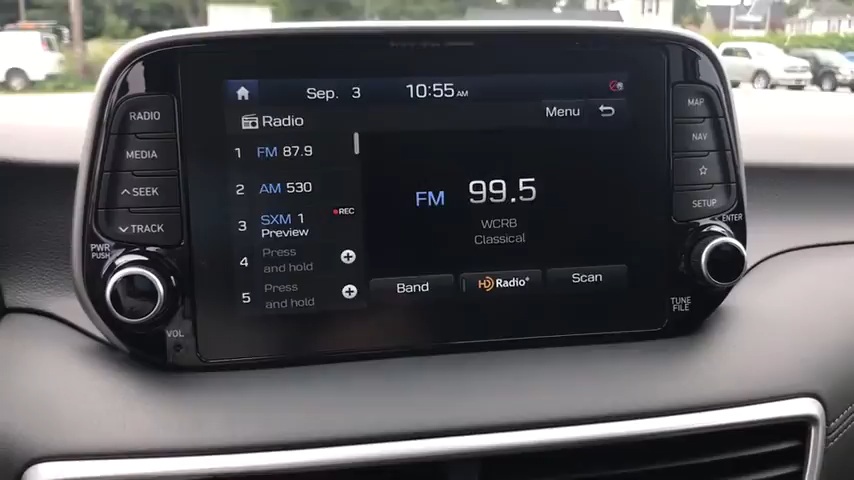 Sep. 3 10:55 AM
Radio Menu
1 FM 87.9
2 AM 530
3 SXM 1 REC
Preview
4 Press
and hold
5 Press
and hold
FM 99.5
WCRB
Classical
Band HD Radio® Scan
RADIO
MEDIA
SEEK
TRACK
PWR
PUSH
VOL
MAP
NAV
SETUP
ENTER
TUNE
FILE